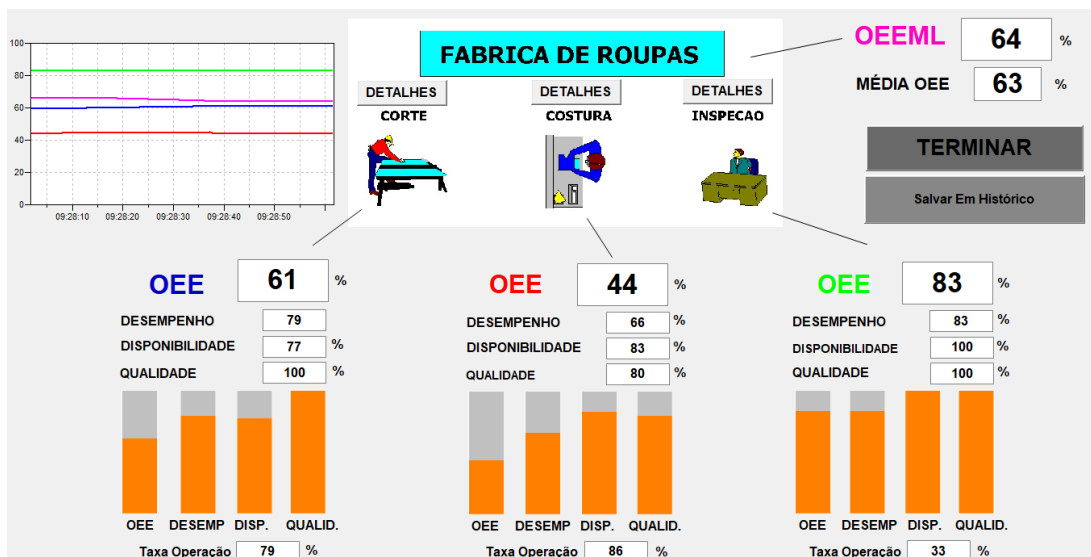 FABRICA DE ROUPAS
OEEML 64 %
MÉDIA OEE 63 %
DETALHES DETALHES DETALHES
CORTE COSTURA INSPECAO
TERMINAR
Salvar Em Histórico
100
80
60
40
20
0
09:28:10 09:28:20 09:28:30 09:28:40 09:28:50
OEE 61 %
DESEMPENHO 79
DISPONIBILIDADE 77 %
QUALIDADE 100 %
OEE DESEMP DISP. QUALID.
Taxa Operação 79 %
OEE 44 %
DESEMPENHO 66 %
DISPONIBILIDADE 83 %
QUALIDADE 80 %
OEE DESEMP DISP. QUALID.
Taxa Operação 86 %
OEE 83 %
DESEMPENHO 83 %
DISPONIBILIDADE 100 %
QUALIDADE 100 %
OEE DESEMP DISP. QUALID.
Taxa Operação 33 %